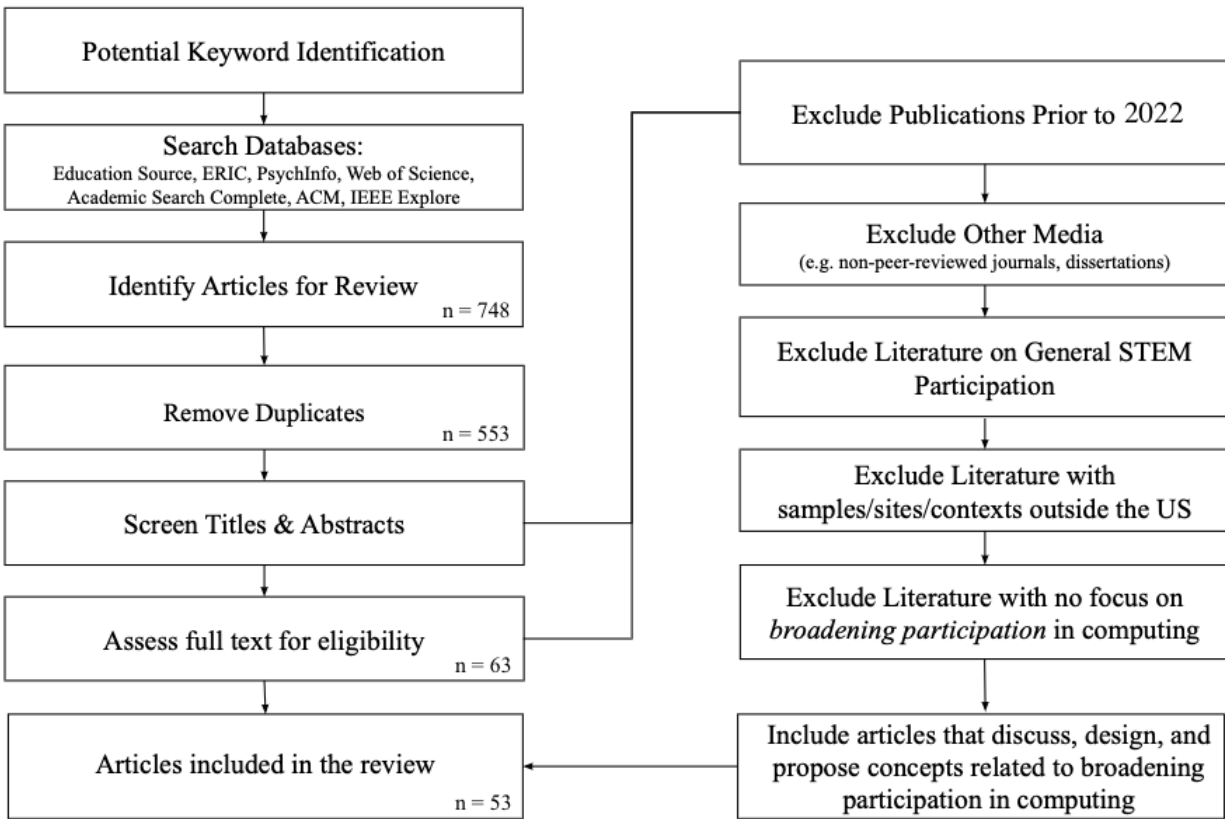 Potential Keyword Identification
Search Databases:
Education Source, ERIC, PsychInfo, Web of Science,
Academic Search Complete, ACM, IEEE Explore
Identify Articles for Review
n = 748
Remove Duplicates
n = 553
Screen Titles & Abstracts
Assess full text for eligibility
n = 63
Articles included in the review
n = 53
Exclude Publications Prior to 2022
Exclude Other Media
(e.g. non-peer-reviewed journals, dissertations)
Exclude Literature on General STEM
Participation
Exclude Literature with
samples/sites/contexts outside the US
Exclude Literature with no focus on
broadening participation in computing
Include articles that discuss, design, and
propose concepts related to broadening
participation in computing